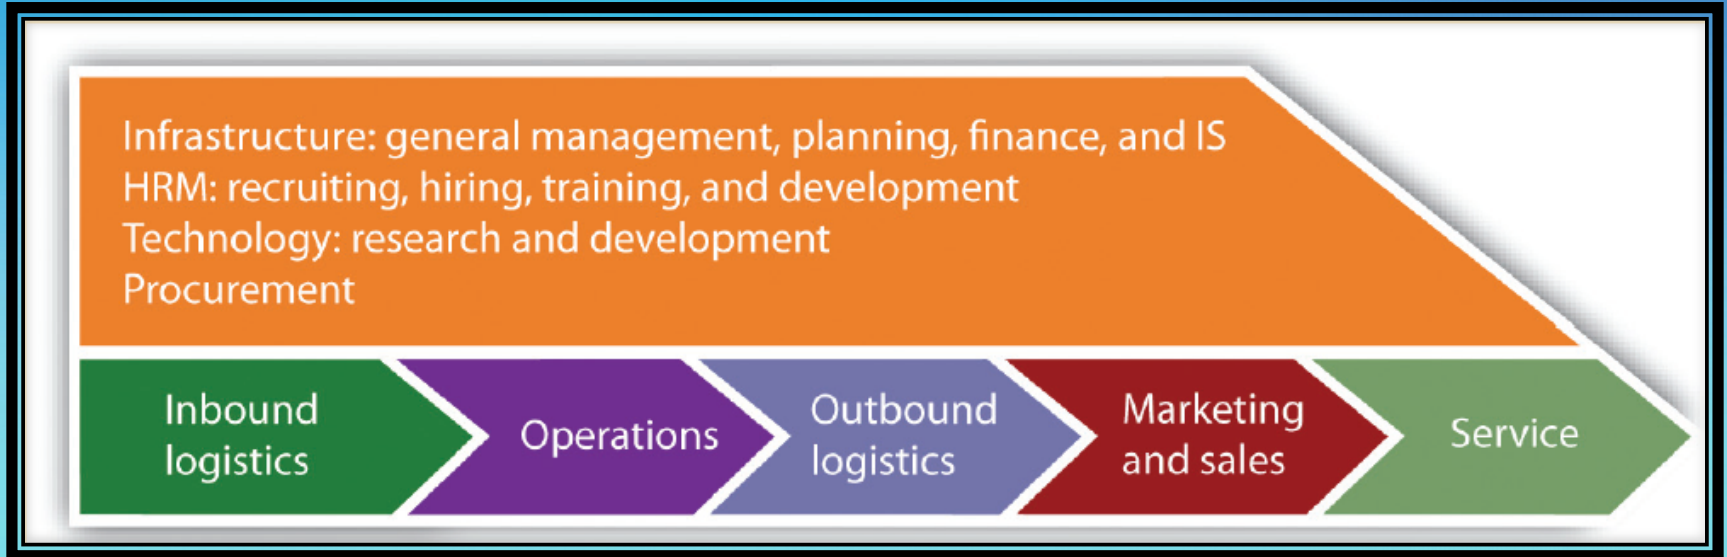 Infrastructure: general management, planning, finance, and IS
HRM: recruiting, hiring, training, and development
Technology: research and development
Procurement
Inbound
logistics
Operations
Outbound
logistics
Marketing
and sales
Service